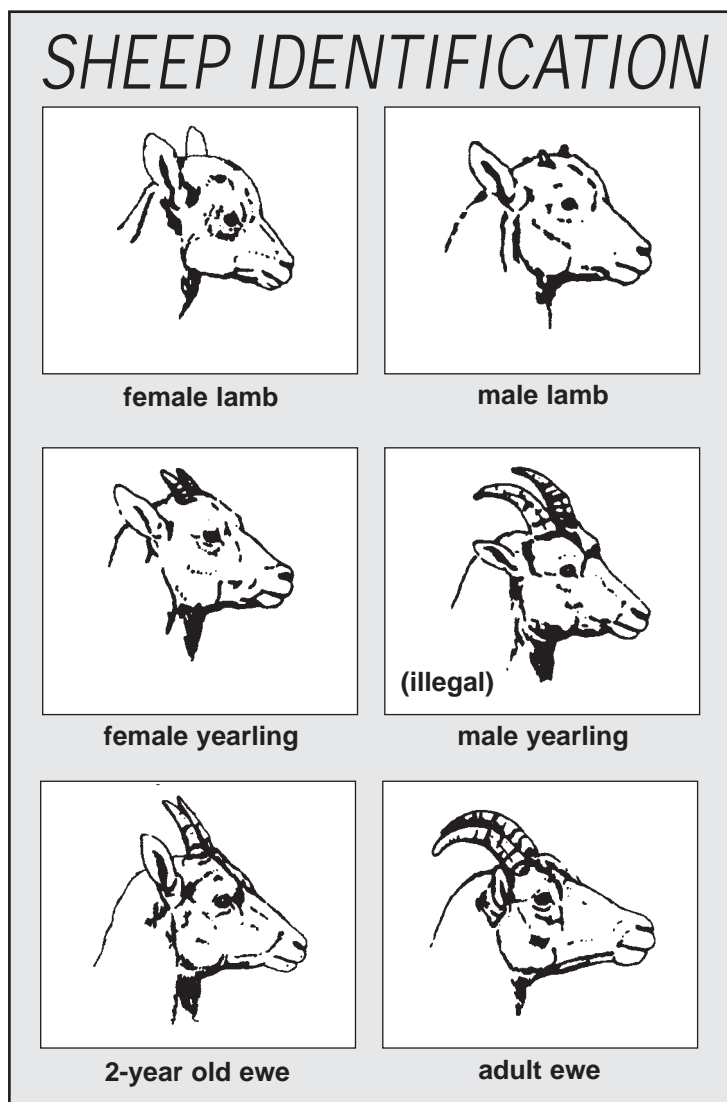 SHEEP IDENTIFICATION
female lamb
male lamb
(illegal)
female yearling
male yearling
2-year old ewe
adult ewe